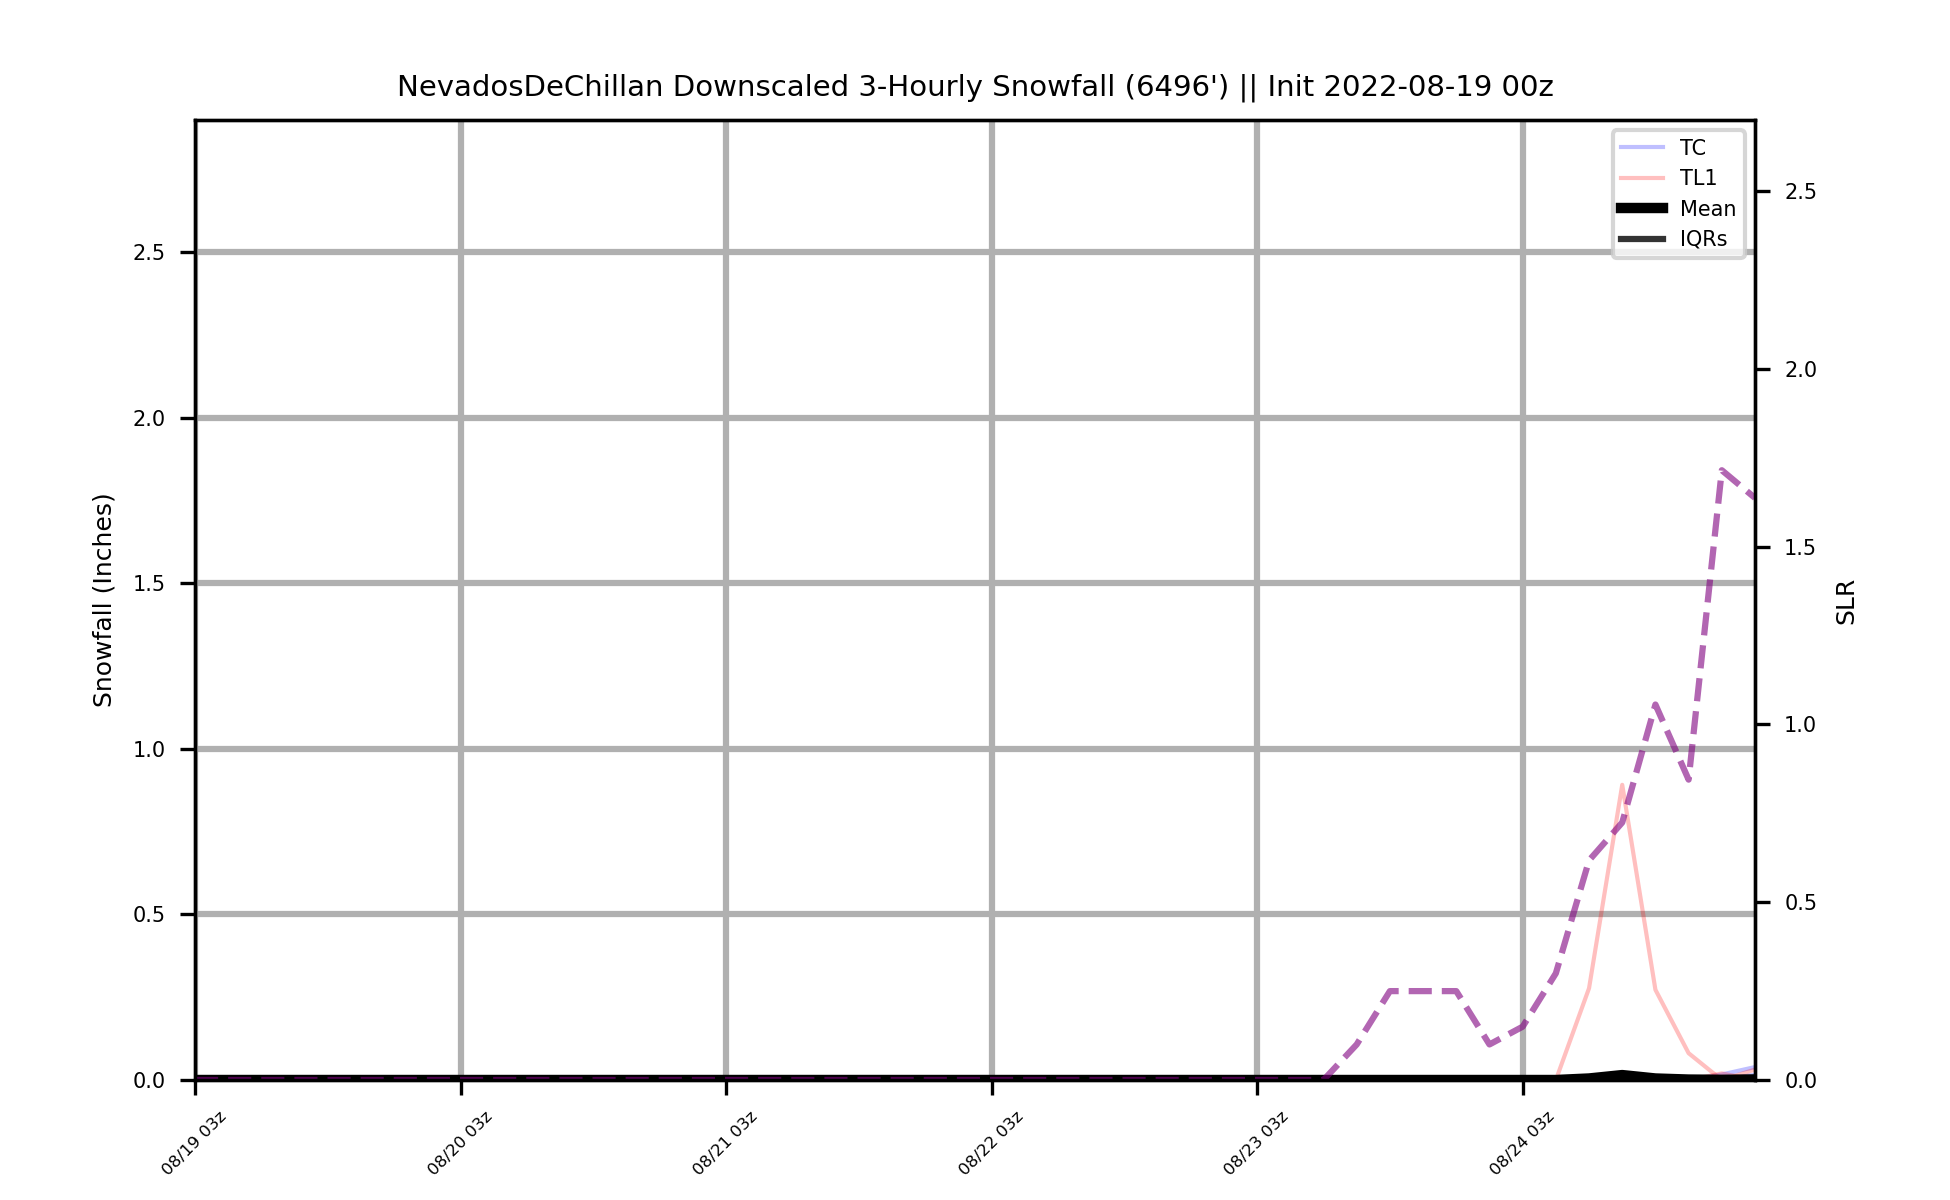 NevadosDeChillan Downscaled 3-Hourly Snowfall (6496') || Init 2022-08-19 00z
TC
TL1
Mean
IQRs
Snowfall (Inches)
2.5
2.0
1.5
1.0
0.5
0.0
2.5
2.0
1.5
1.0
0.5
0.0
SLR
08/19 03z
08/20 03z
08/21 03z
08/22 03z
08/23 03z
08/24 03z